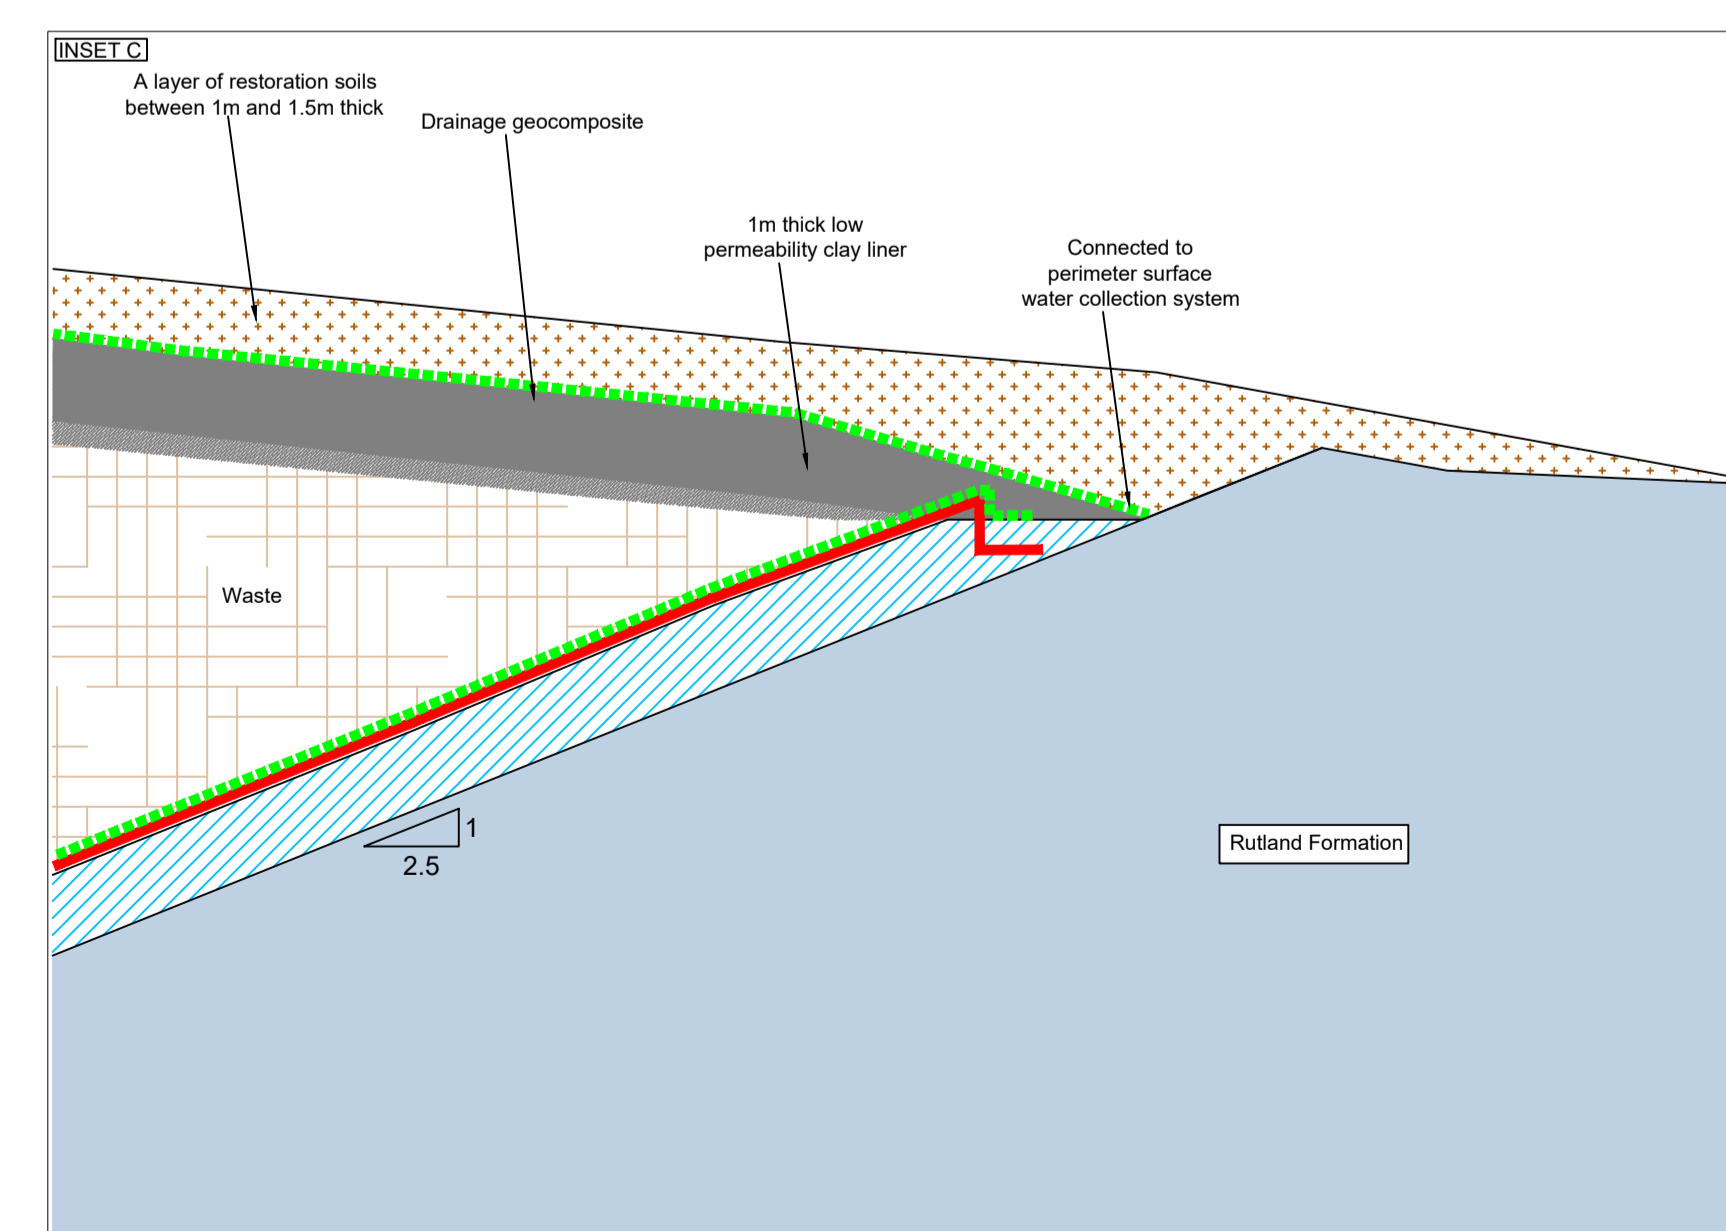 INSET C
A layer of restoration soils
between 1m and 1.5m thick
Drainage geocomposite
1m thick low
permeability clay liner
Connected to
perimeter surface
water collection system
Waste
1
2.5
Rutland Formation